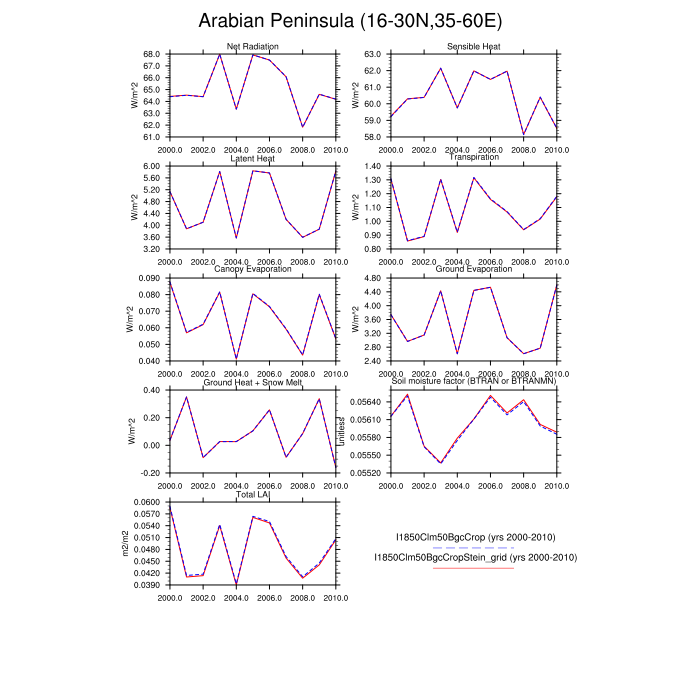 Arabian Peninsula (16-30N,35-60E)
Net Radiation
W/m^2
68.0
67.0
66.0
65.0
64.0
63.0
62.0
61.0
2000.0 2002.0 2004.0 2006.0 2008.0 2010.0
Sensible Heat
W/m^2
63.0
62.0
61.0
60.0
59.0
58.0
2000.0 2002.0 2004.0 2006.0 2008.0 2010.0
Latent Heat
W/m^2
6.00
5.60
5.20
4.80
4.40
4.00
3.60
3.20
2000.0 2002.0 2004.0 2006.0 2008.0 2010.0
Transpiration
W/m^2
1.40
1.30
1.20
1.10
1.00
0.90
0.80
2000.0 2002.0 2004.0 2006.0 2008.0 2010.0
Canopy Evaporation
W/m^2
0.090
0.080
0.070
0.060
0.050
0.040
2000.0 2002.0 2004.0 2006.0 2008.0 2010.0
Ground Evaporation
W/m^2
4.80
4.40
4.00
3.60
3.20
2.80
2.40
2000.0 2002.0 2004.0 2006.0 2008.0 2010.0
Ground Heat + Snow Melt
W/m^2
0.40
0.20
0.00
-0.20
2000.0 2002.0 2004.0 2006.0 2008.0 2010.0
Soil moisture factor (BTRAN or BTRANMN)
unitless
0.05640
0.05610
0.05580
0.05550
0.05520
2000.0 2002.0 2004.0 2006.0 2008.0 2010.0
Total LAI
m2/m2
0.0600
0.0570
0.0540
0.0510
0.0480
0.0450
0.0420
0.0390
2000.0 2002.0 2004.0 2006.0 2008.0 2010.0
I1850Clm50BgcCrop (yrs 2000-2010)
I1850Clm50BgcCropStein_grid (yrs 2000-2010)